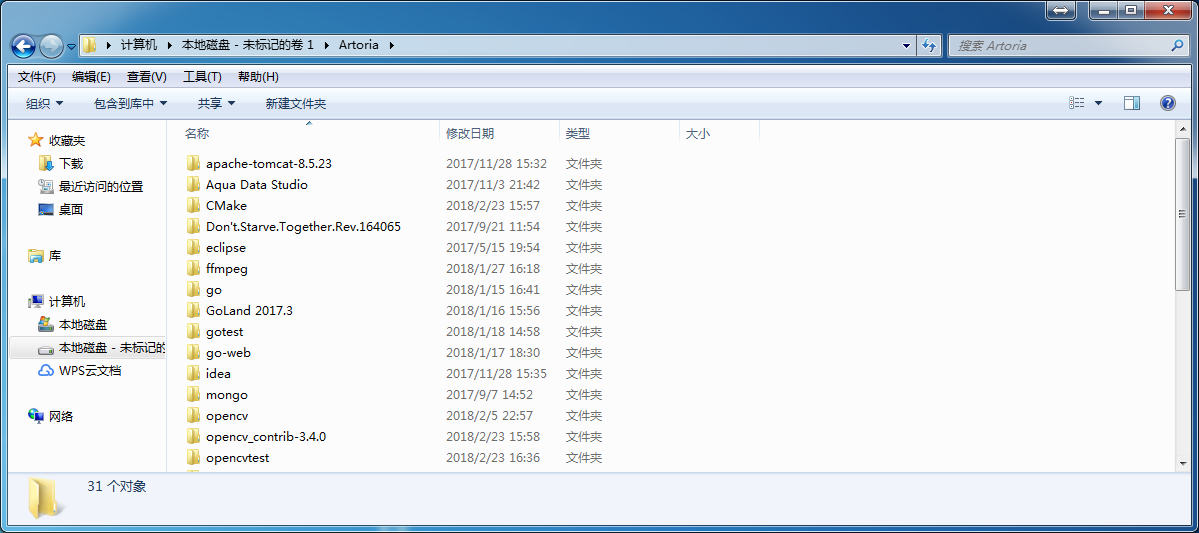 计算机 本地磁盘 - 未标记的卷 1 Artoria
搜索 Artoria
文件(F) 编辑(E) 查看(V) 工具(T) 帮助(H)
组织 包含到库中 共享 新建文件夹
收藏夹
下载
最近访问的位置
桌面
库
计算机
本地磁盘
本地磁盘 - 未标记的
WPS云文档
网络
名称 修改日期 类型 大小
apache-tomcat-8.5.23 2017/11/28 15:32 文件夹
Aqua Data Studio 2017/11/3 21:42 文件夹
CMake 2018/2/23 15:57 文件夹
Don't.Starve.Together.Rev.164065 2017/9/21 11:54 文件夹
eclipse 2017/5/15 19:54 文件夹
ffmpeg 2018/1/27 16:18 文件夹
go 2018/1/15 16:41 文件夹
GoLand 2017.3 2018/1/16 15:56 文件夹
gotest 2018/1/18 14:58 文件夹
go-web 2018/1/17 18:30 文件夹
idea 2017/11/28 15:35 文件夹
mongo 2017/9/7 14:52 文件夹
opencv 2018/2/5 22:57 文件夹
opencv_contrib-3.4.0 2018/2/23 15:58 文件夹
opencvtest 2018/2/23 16:36 文件夹
31 个对象